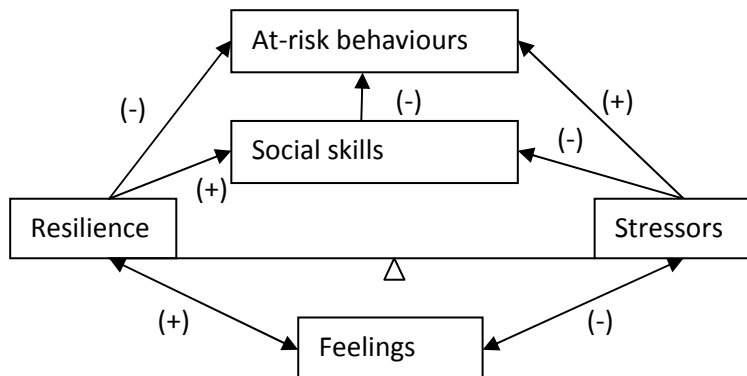 At-risk behaviours
(-)
(-)
(+)
Social skills
(-)
(+)
Resilience
Stressors
(+)
(-)
Feelings